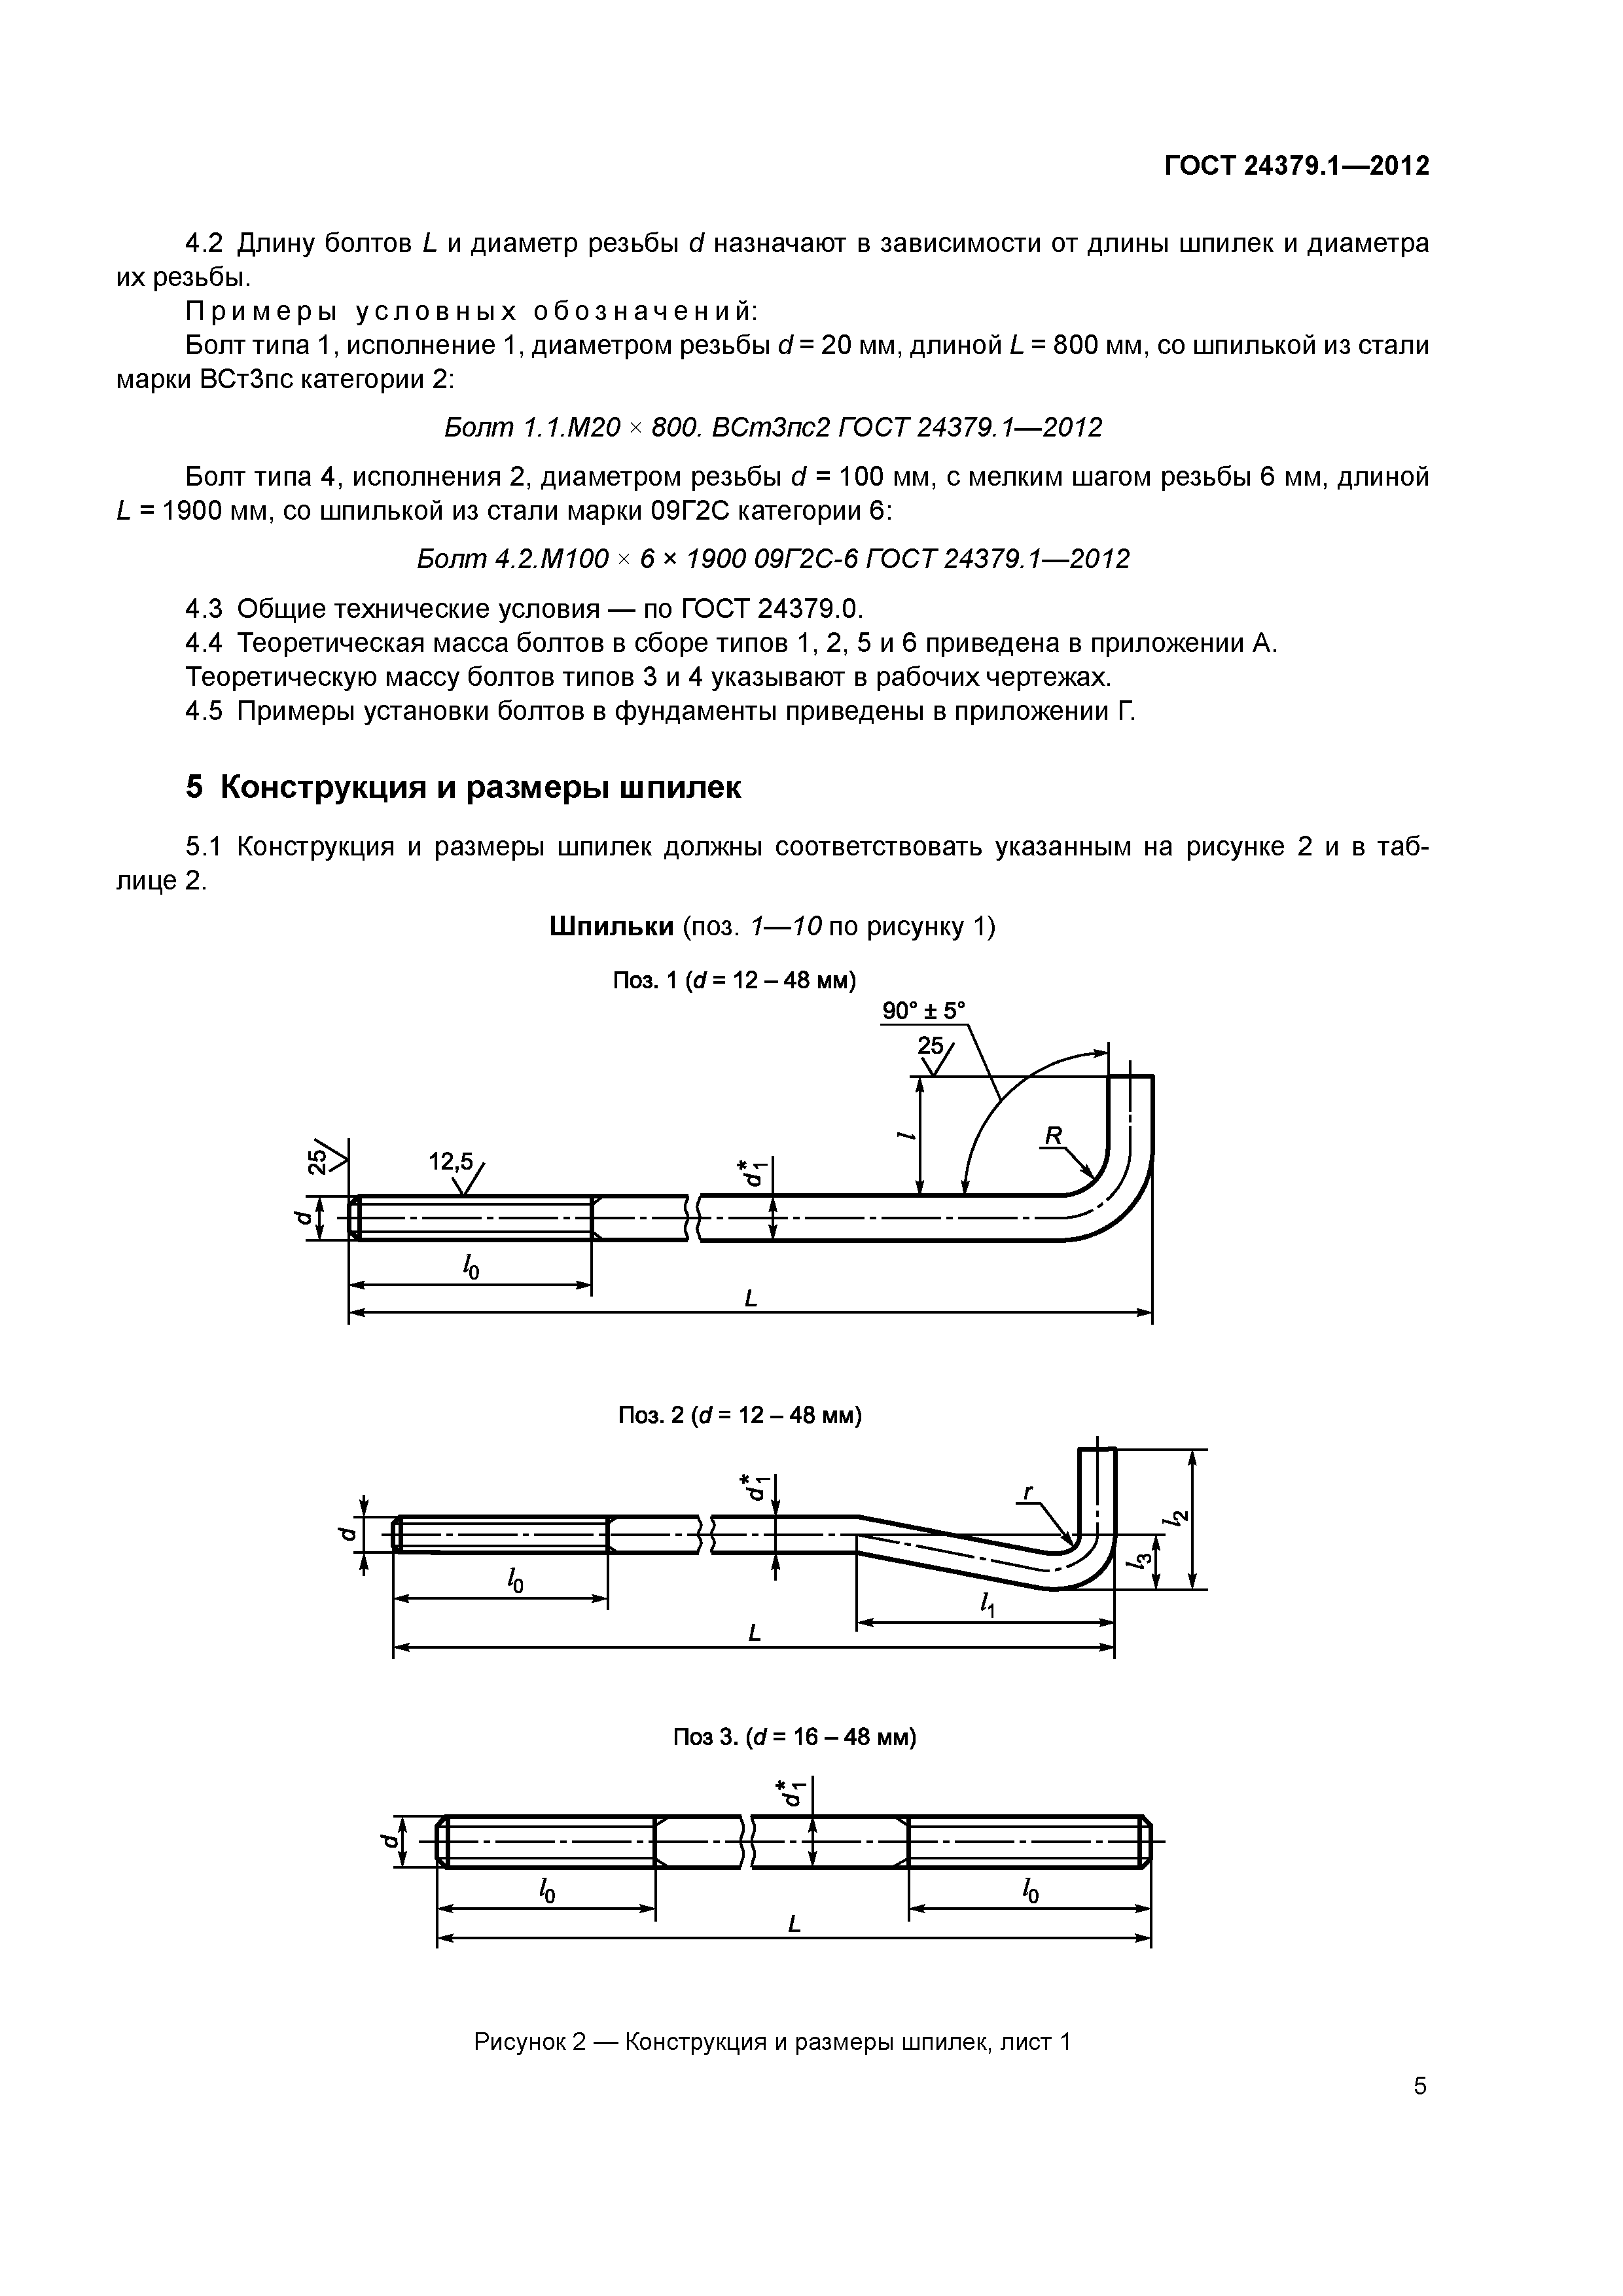 ГОСТ 24379.1—2012
4.2 Длину болтов L и диаметр резьбы d назначают в зависимости от длины шпилек и диаметра
их резьбы.
Примеры условных обозначений:
Болт типа 1, исполнение 1, диаметром резьбы d = 20 мм, длиной L = 800 мм, со шпилькой из стали
марки ВСт3пс категории 2:
Болт 1.1.М20 × 800. ВСт3пс2 ГОСТ 24379.1—2012
Болт типа 4, исполнения 2, диаметром резьбы d = 100 мм, с мелким шагом резьбы 6 мм, длиной
L = 1900 мм, со шпилькой из стали марки 09Г2С категории 6:
Болт 4.2.М100 × 6 × 1900 09Г2С-6 ГОСТ 24379.1—2012
4.3 Общие технические условия — по ГОСТ 24379.0.
4.4 Теоретическая масса болтов в сборе типов 1, 2, 5 и 6 приведена в приложении А.
Теоретическую массу болтов типов 3 и 4 указывают в рабочих чертежах.
4.5 Примеры установки болтов в фундаменты приведены в приложении Г.
5 Конструкция и размеры шпилек
5.1 Конструкция и размеры шпилек должны соответствовать указанным на рисунке 2 и в таб-
лице 2.
Шпильки (поз. 1—10 по рисунку 1)
Поз. 1 (d = 12 – 48 мм)
90° ± 5°
25
l
R
25
12,5
d1*
d
l0
L
Поз. 2 (d = 12 – 48 мм)
d1*
r
d
l2
l3
l0
l1
L
Поз 3. (d = 16 – 48 мм)
d1*
d
l0
l0
L
Рисунок 2 — Конструкция и размеры шпилек, лист 1
5